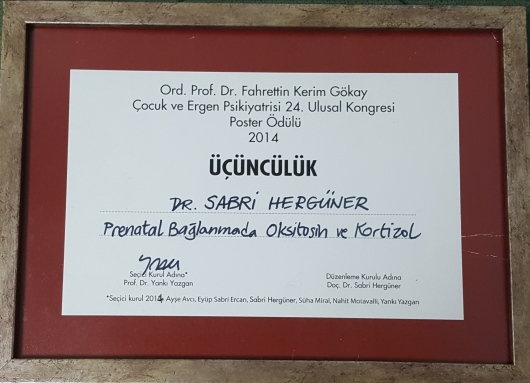 Ord. Prof. Dr. Fahrettin Kerim Gökay
Çocuk ve Ergen Psikiyatrisi 24. Ulusal Kongresi
Poster Ödülü
2014
ÜÇÜNCÜLÜK
DR. SABRİ HERGÜNER
Prenatal Bağlanmada Oksitosin ve Kortizol
Seçici Kurul Adına*
Prof. Dr. Yankı Yazgan
Düzenleme Kurulu Adına
Doç. Dr. Sabri Hergüner
*Seçici kurul 2014 Ayşe Avcı, Eyüp Sabri Ercan, Sabri Hergüner, Süha Miral, Nahit Motavalli, Yankı Yazgan